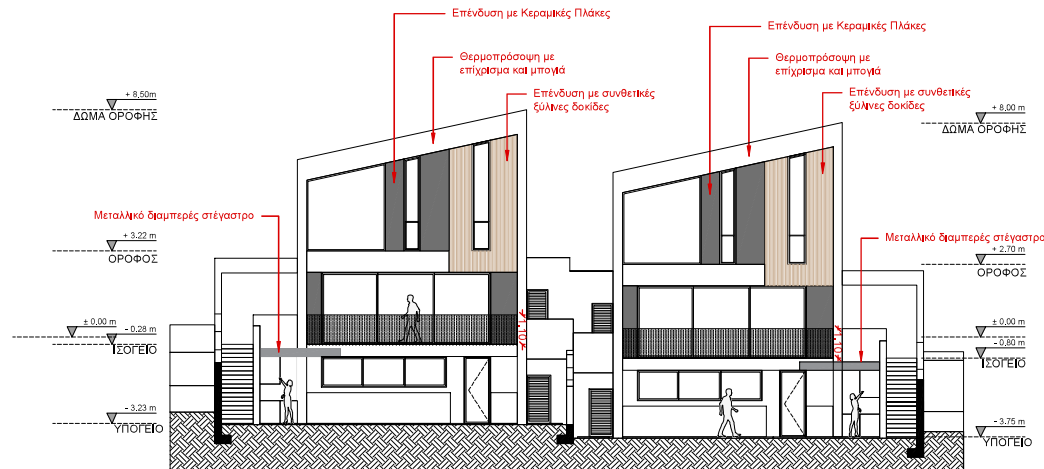 Επένδυση με Κεραμικές Πλάκες
Θερμοπρόσοψη με
επίχρισμα και μπογιά
Επένδυση με συνθετικές
ξύλινες δοκίδες
Επένδυση με Κεραμικές Πλάκες
Θερμοπρόσοψη με
επίχρισμα και μπογιά
Επένδυση με συνθετικές
ξύλινες δοκίδες
+ 8,50m
ΔΩΜΑ ΟΡΟΦΗΣ
+ 8,00 m
ΔΩΜΑ ΟΡΟΦΗΣ
Μεταλλικό διαμπερές στέγαστρο
+ 3.22 m
ΟΡΟΦΟΣ
Μεταλλικό διαμπερές στέγαστρο
+ 2.70 m
ΟΡΟΦΟΣ
± 0,00 m
- 0.28 m
ΙΣΟΓΕΙΟ
1.10
1.10
± 0,00 m
- 0,80 m
ΙΣΟΓΕΙΟ
- 3.23 m
ΥΠΟΓΕΙΟ
- 3.75 m
ΥΠΟΓΕΙΟ